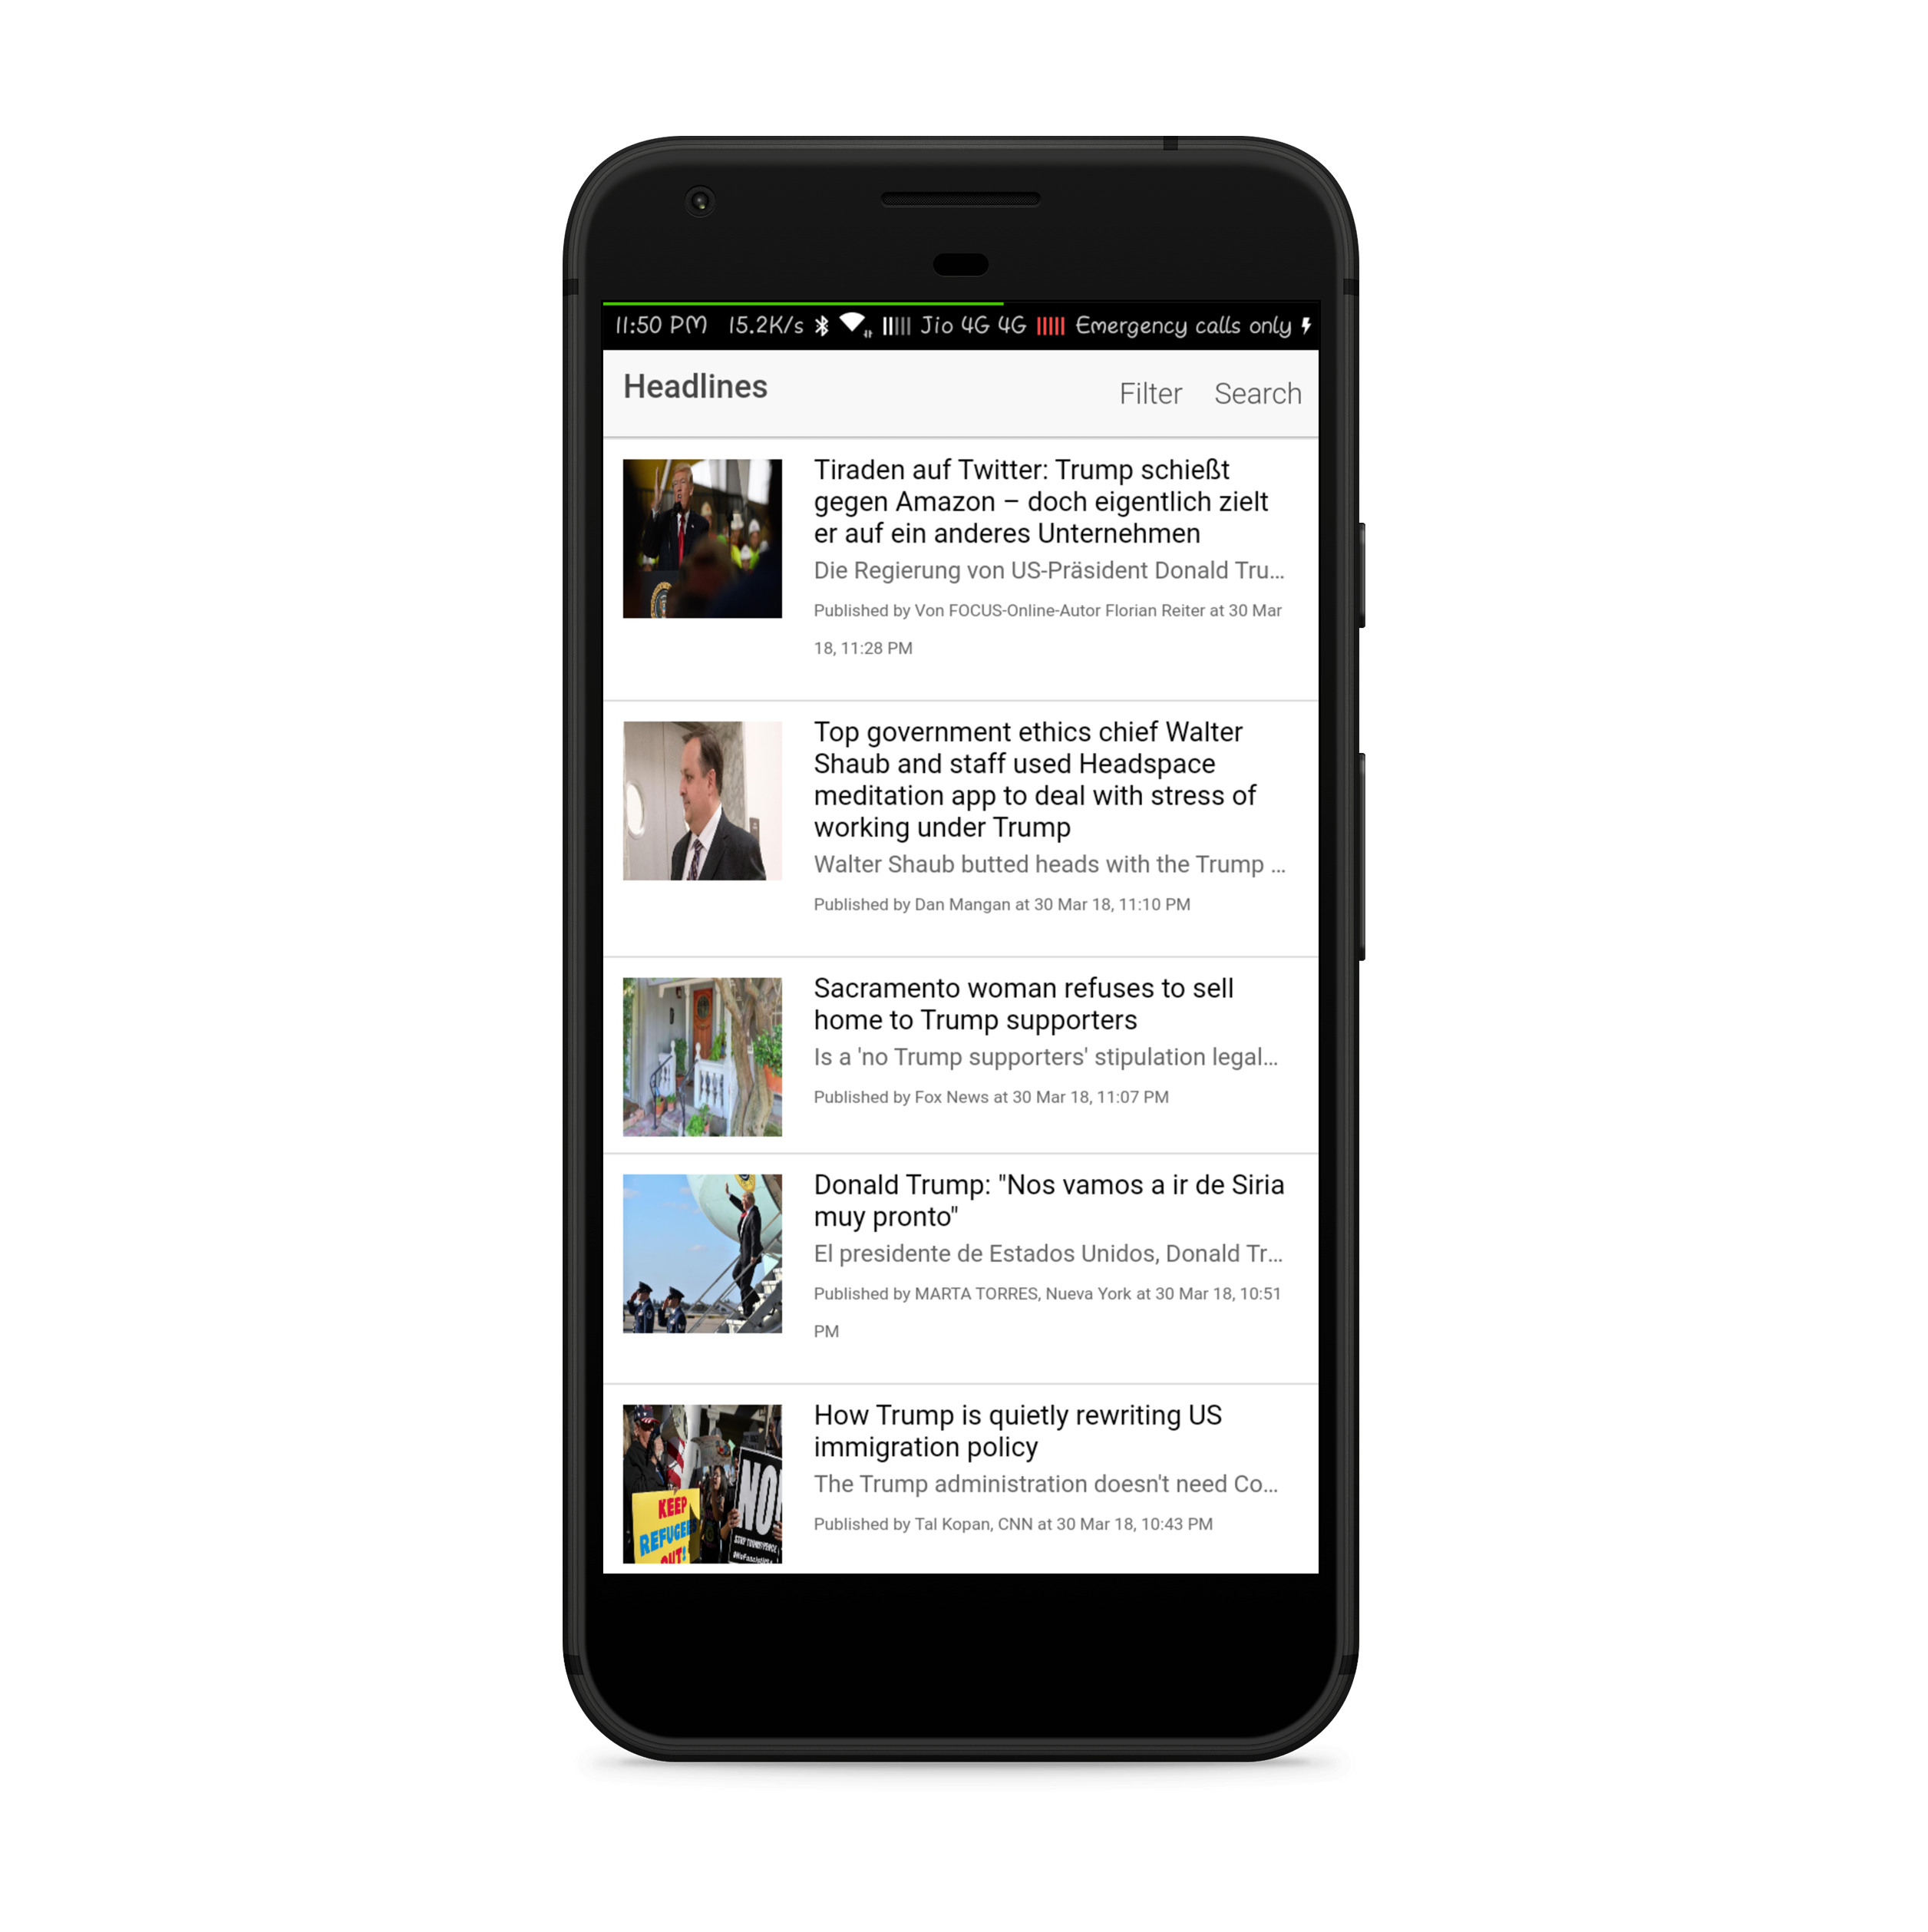 11:50 PM 15.2K/s Jio 4G 4G Emergency calls only
Headlines
Filter Search
Tiraden auf Twitter: Trump schießt
gegen Amazon – doch eigentlich zielt
er auf ein anderes Unternehmen
Die Regierung von US-Präsident Donald Tru...
Published by Von FOCUS-Online-Autor Florian Reiter at 30 Mar
18, 11:28 PM
Top government ethics chief Walter
Shaub and staff used Headspace
meditation app to deal with stress of
working under Trump
Walter Shaub butted heads with the Trump ...
Published by Dan Mangan at 30 Mar 18, 11:10 PM
Sacramento woman refuses to sell
home to Trump supporters
Is a 'no Trump supporters' stipulation legal...
Published by Fox News at 30 Mar 18, 11:07 PM
Donald Trump: "Nos vamos a ir de Siria
muy pronto"
El presidente de Estados Unidos, Donald Tr...
Published by MARTA TORRES, Nueva York at 30 Mar 18, 10:51
PM
KEEP
REFUGEE
OUT!
NO!
How Trump is quietly rewriting US
immigration policy
The Trump administration doesn't need Co...
Published by Tal Kopan, CNN at 30 Mar 18, 10:43 PM